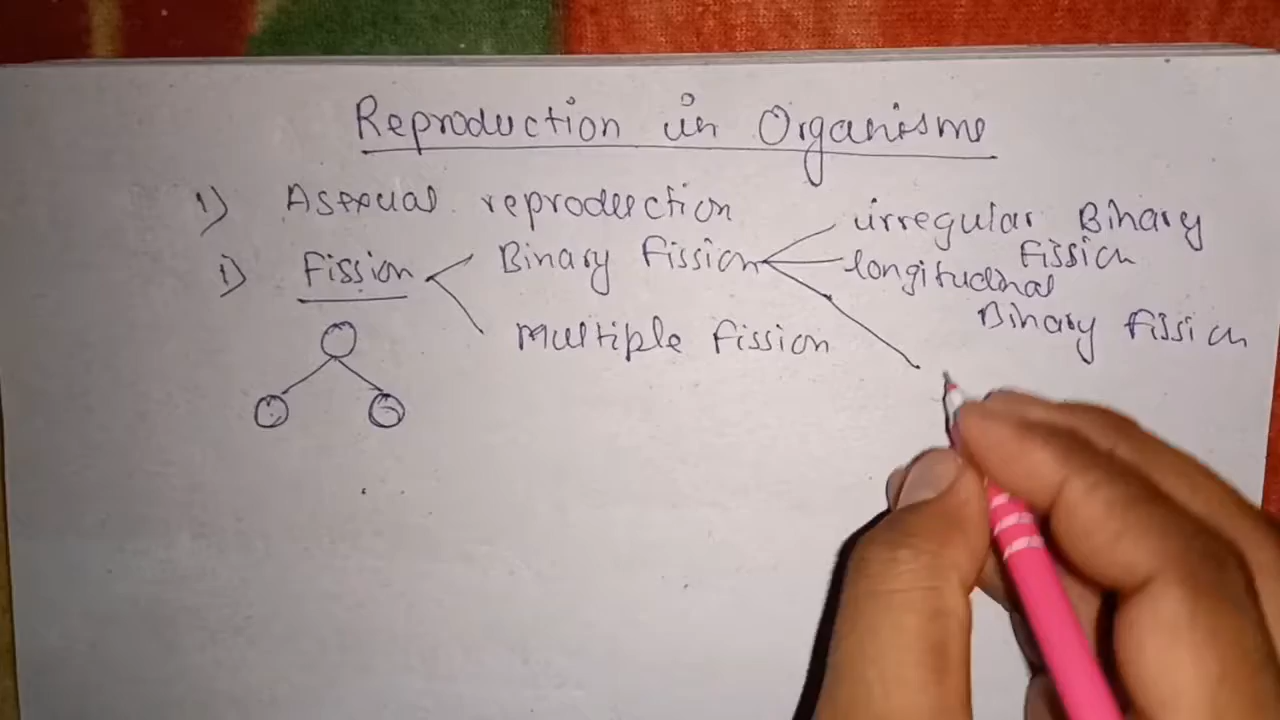 Reproduction in Organisms
1) Asexual reproduction
i) Fission
Binary Fission
Multiple Fission
irregular Binary
Fission
longitudinal
Binary Fission